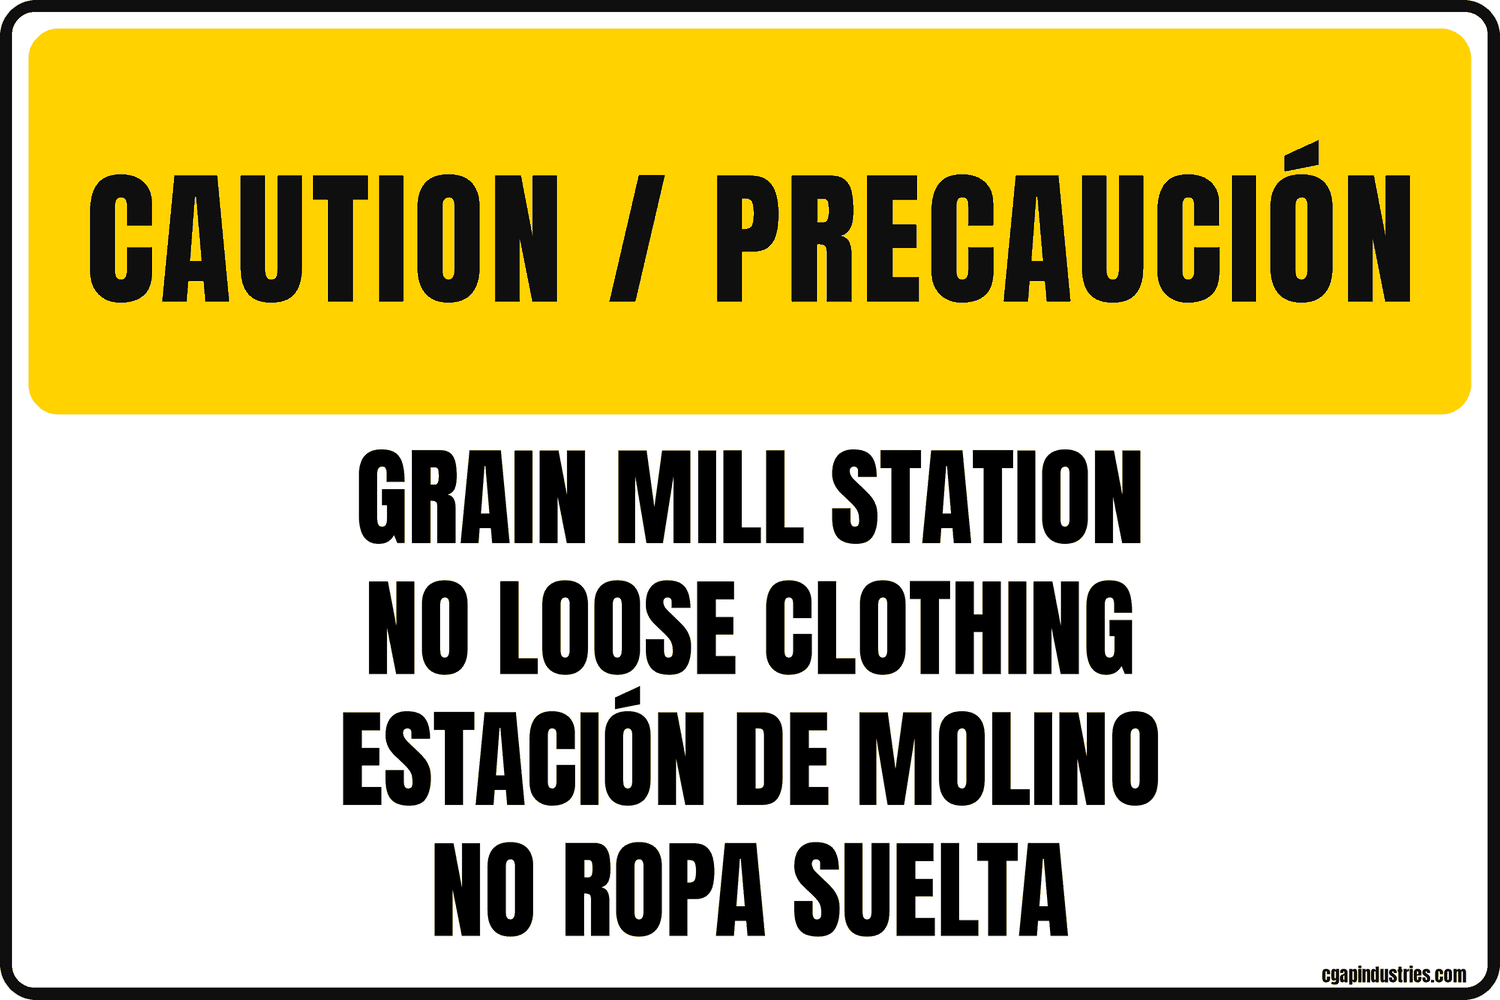 CAUTION / PRECAUCIÓN
GRAIN MILL STATION
NO LOOSE CLOTHING
ESTACIÓN DE MOLINO
NO ROPA SUELTA
cgapindustries.com